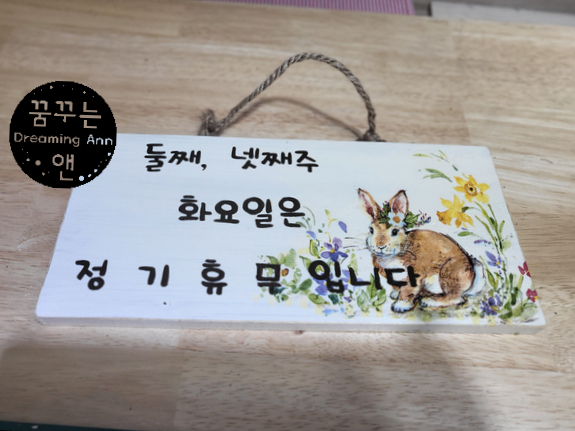 꿈꾸는
Dreaming Ann
앤
둘째, 넷째주
화요일은
정 기 휴 무 입니다